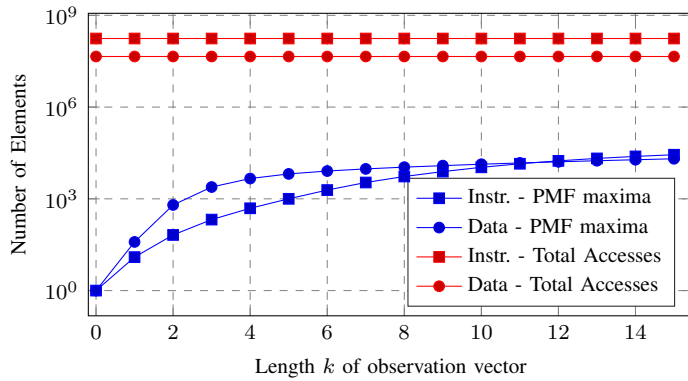 10^9
10^6
10^3
10^0
Number of Elements
Instr. - PMF maxima
Data - PMF maxima
Instr. - Total Accesses
Data - Total Accesses
0 2 4 6 8 10 12 14
Length k of observation vector